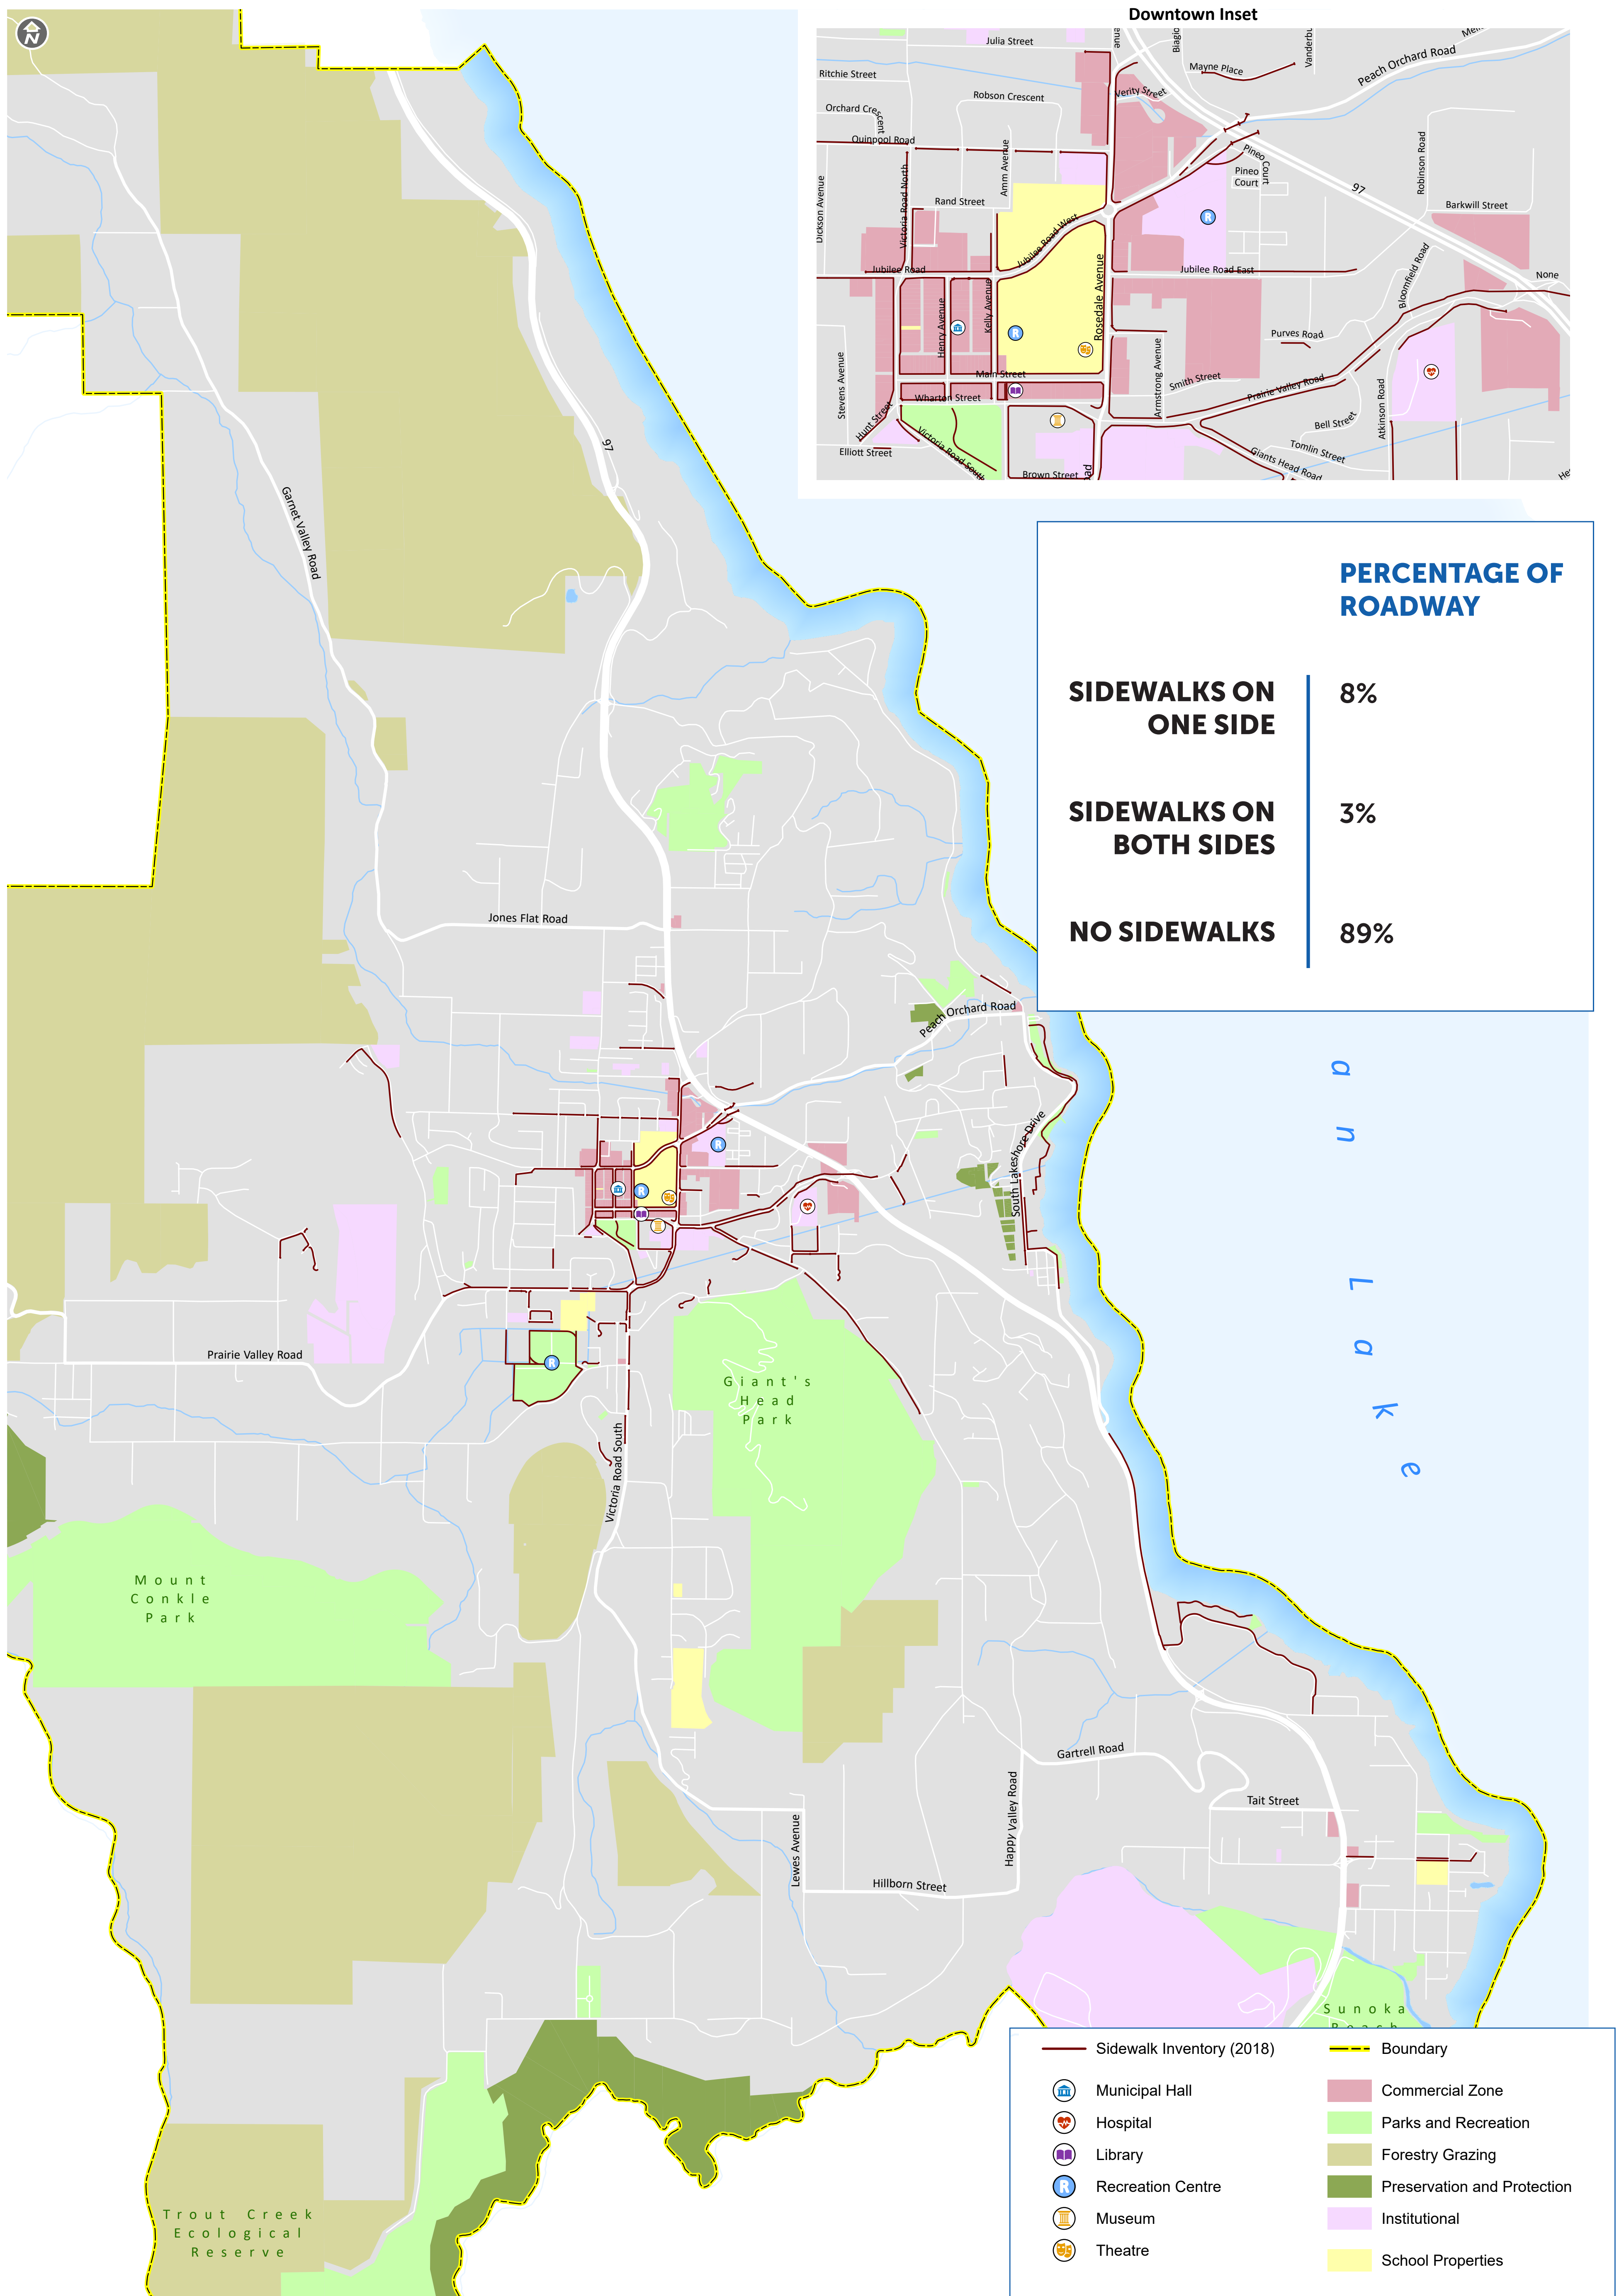 N
Downtown Inset
Julia Street
Ritchie Street
Mayne Place
Peach Orchard Road
Verity Street
Robson Crescent
Orchard Crescent
Quinpool Road
Amm Avenue
Pineo Court
Pineo
Court
Robinson Road
97
Dickson Avenue
Victoria Road North
Rand Street
Barkwill Street
Jubilee Road West
Jubilee Road
Rosedale Avenue
Jubilee Road East
Bloomfield Road
None
Henry Avenue
Kelly Avenue
Purves Road
Stevens Avenue
Main Street
Armstrong Avenue
Smith Street
Prairie Valley Road
Atkinson Road
Wharton Street
Hunt Street
Victoria Road South
Bell Street
Elliott Street
Brown Street
Tomlin Street
Giants Head Road
PERCENTAGE OF
ROADWAY
SIDEWALKS ON
ONE SIDE
8%
SIDEWALKS ON
BOTH SIDES
3%
NO SIDEWALKS
89%
97
Garnet Valley Road
Jones Flat Road
Peach Orchard Road
South Lakeshore Drive
an Lake
Prairie Valley Road
Giant's
Head
Park
Victoria Road South
Mount
Conkle
Park
Gartrell Road
Happy Valley Road
Tait Street
Lewes Avenue
Hillborn Street
Sunoka
Trout Creek
Ecological
Reserve
Sidewalk Inventory (2018)
Municipal Hall
Hospital
Library
R
Recreation Centre
Museum
Theatre
Boundary
Commercial Zone
Parks and Recreation
Forestry Grazing
Preservation and Protection
Institutional
School Properties